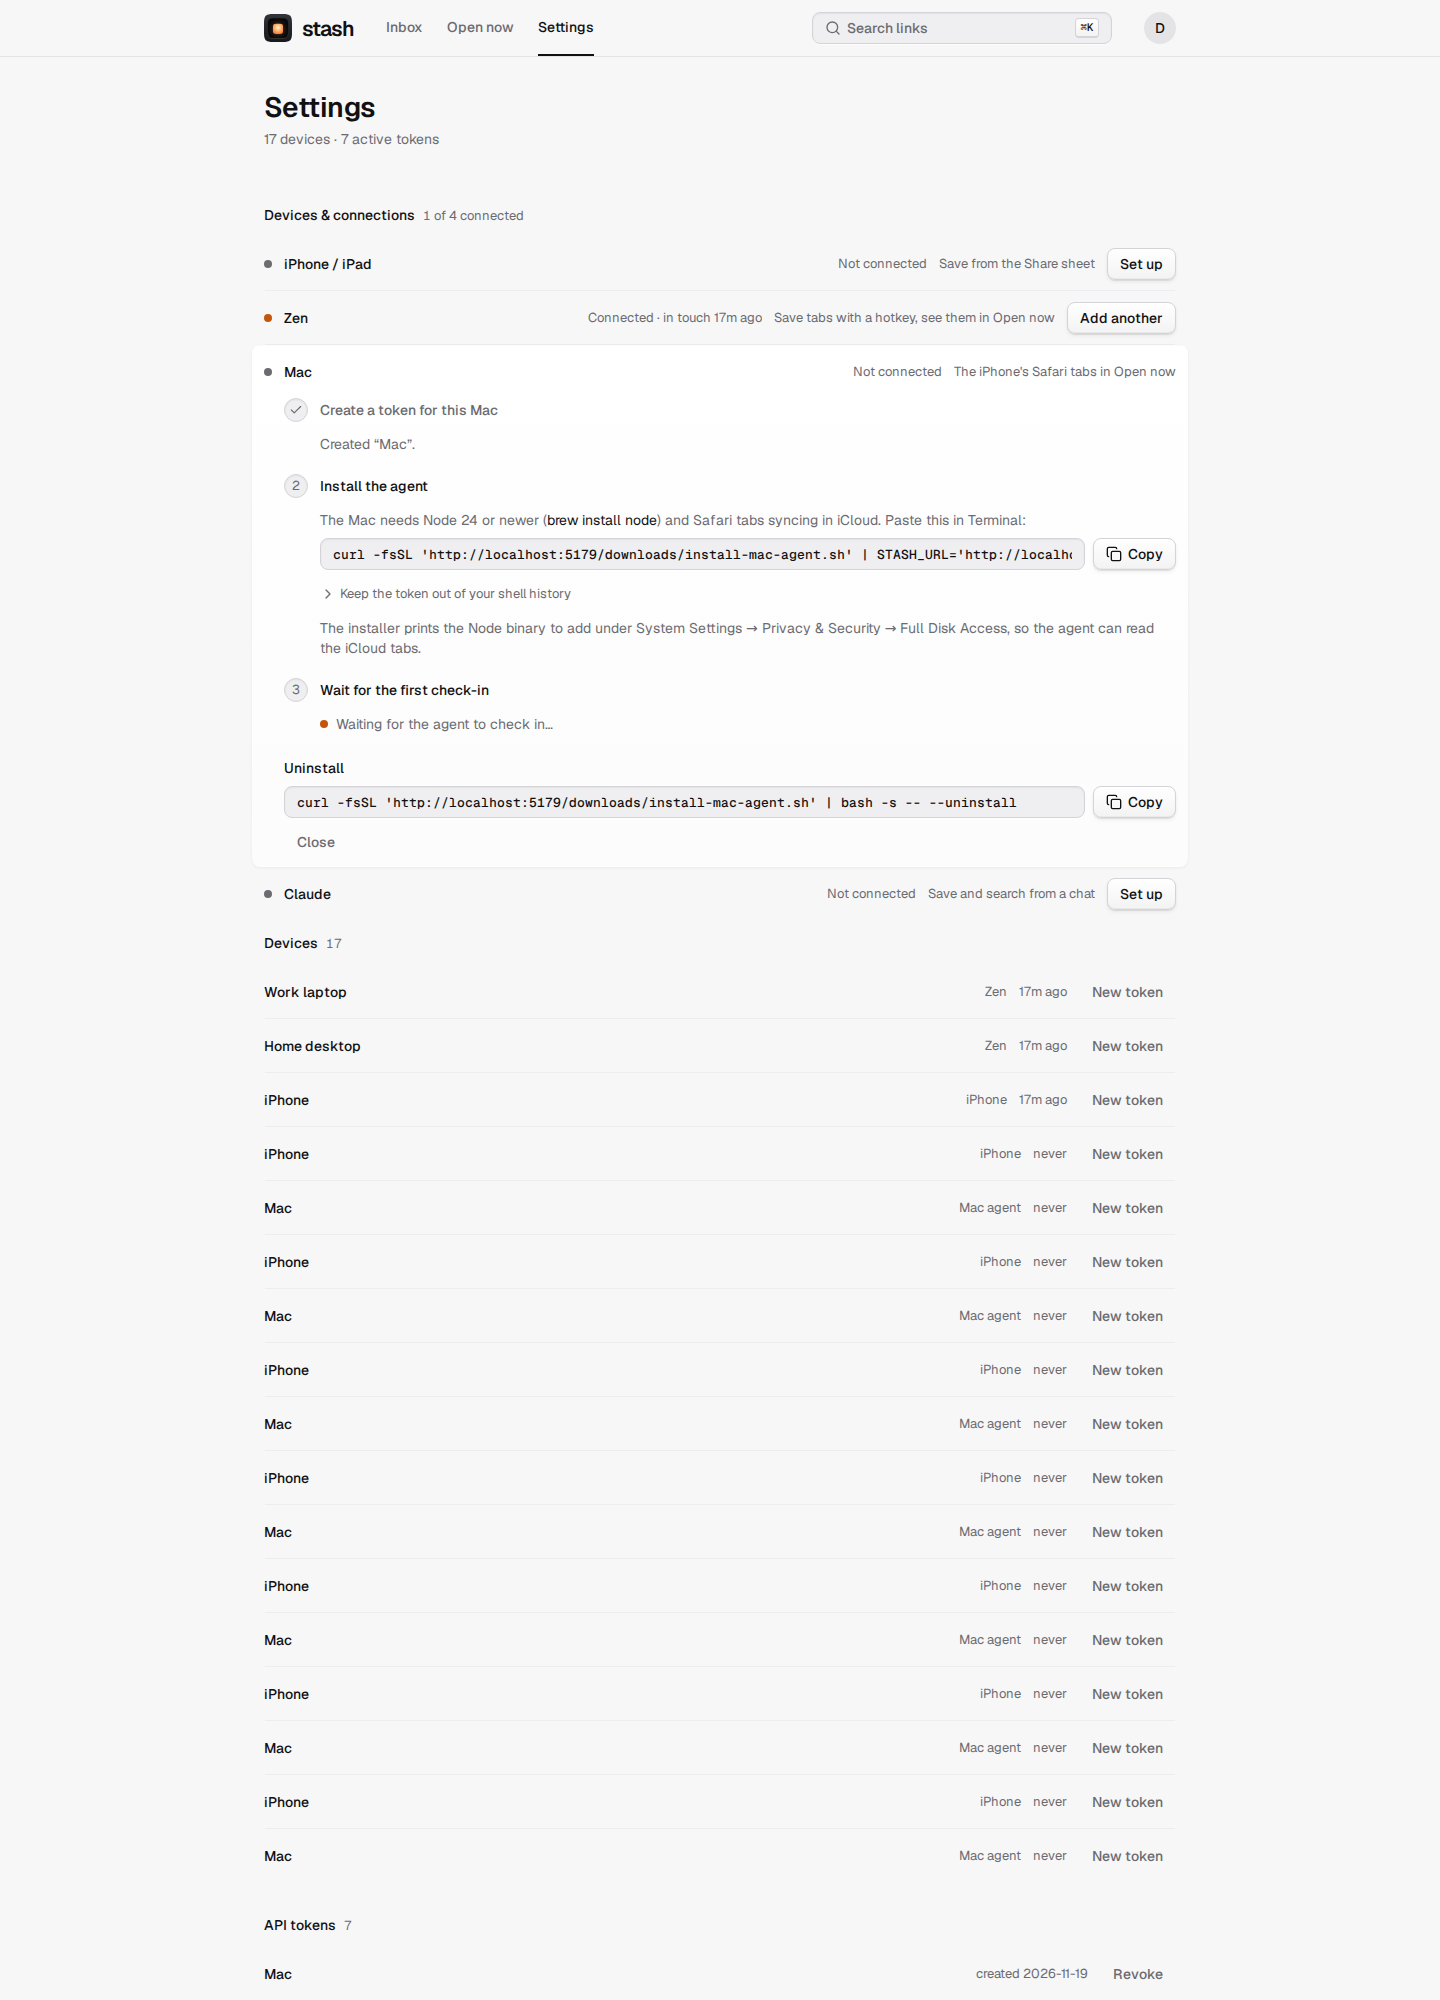 stash Inbox Open now Settings Search links ⌘K D
Settings
17 devices · 7 active tokens
Devices & connections 1 of 4 connected
iPhone / iPad Not connected Save from the Share sheet Set up
Zen Connected · in touch 17m ago Save tabs with a hotkey, see them in Open now Add another
Mac Not connected The iPhone's Safari tabs in Open now
Create a token for this Mac
Created “Mac”.
2 Install the agent
The Mac needs Node 24 or newer (brew install node) and Safari tabs syncing in iCloud. Paste this in Terminal:
curl -fsSL 'http://localhost:5179/downloads/install-mac-agent.sh' | STASH_URL='http://localho Copy
Keep the token out of your shell history
The installer prints the Node binary to add under System Settings → Privacy & Security → Full Disk Access, so the agent can read
the iCloud tabs.
3 Wait for the first check-in
Waiting for the agent to check in…
Uninstall
curl -fsSL 'http://localhost:5179/downloads/install-mac-agent.sh' | bash -s -- --uninstall Copy
Close
Claude Not connected Save and search from a chat Set up
Devices 17
Work laptop Zen 17m ago New token
Home desktop Zen 17m ago New token
iPhone iPhone 17m ago New token
iPhone iPhone never New token
Mac Mac agent never New token
iPhone iPhone never New token
Mac Mac agent never New token
iPhone iPhone never New token
Mac Mac agent never New token
iPhone iPhone never New token
Mac Mac agent never New token
iPhone iPhone never New token
Mac Mac agent never New token
iPhone iPhone never New token
Mac Mac agent never New token
iPhone iPhone never New token
Mac Mac agent never New token
API tokens 7
Mac created 2026-11-19 Revoke